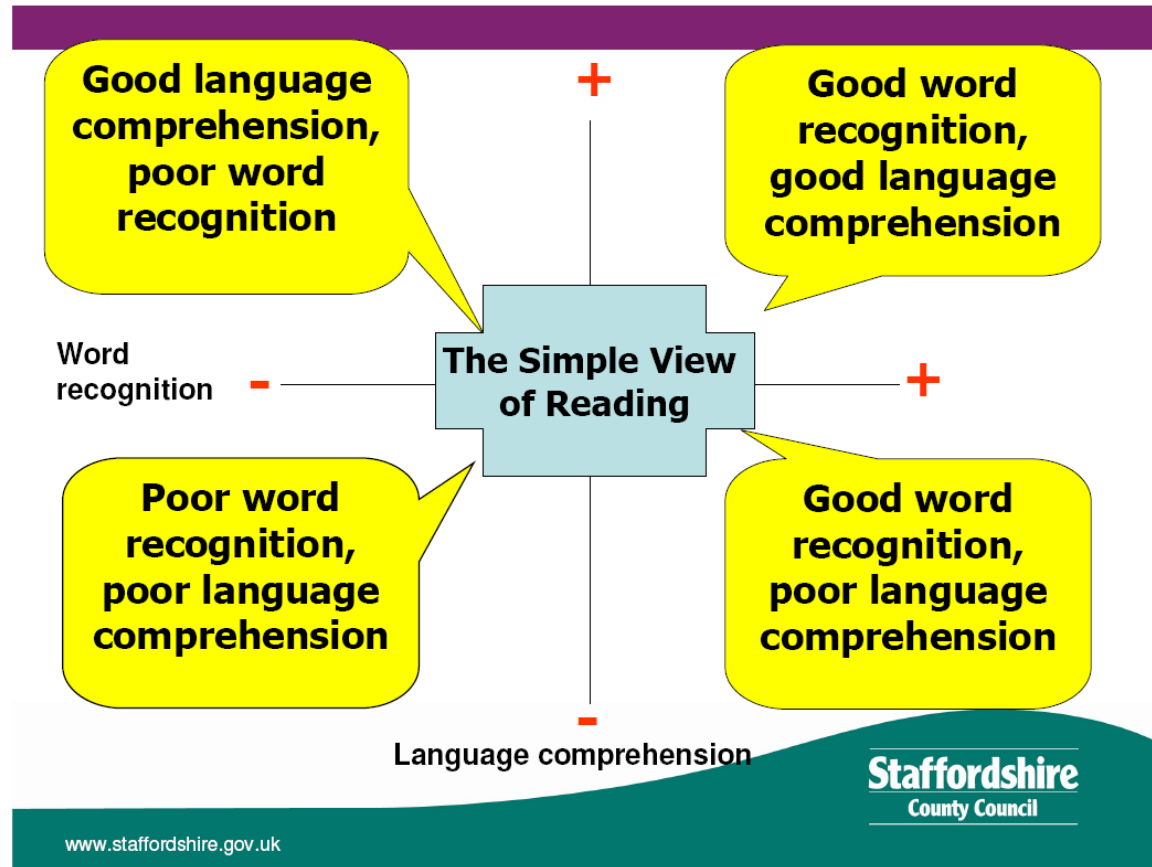 Good language
comprehension,
poor word
recognition
+
Good word
recognition,
good language
comprehension
Word
recognition
-
The Simple View
of Reading
+
Poor word
recognition,
poor language
comprehension
Good word
recognition,
poor language
comprehension
-
Language comprehension
Staffordshire
County Council
www.staffordshire.gov.uk